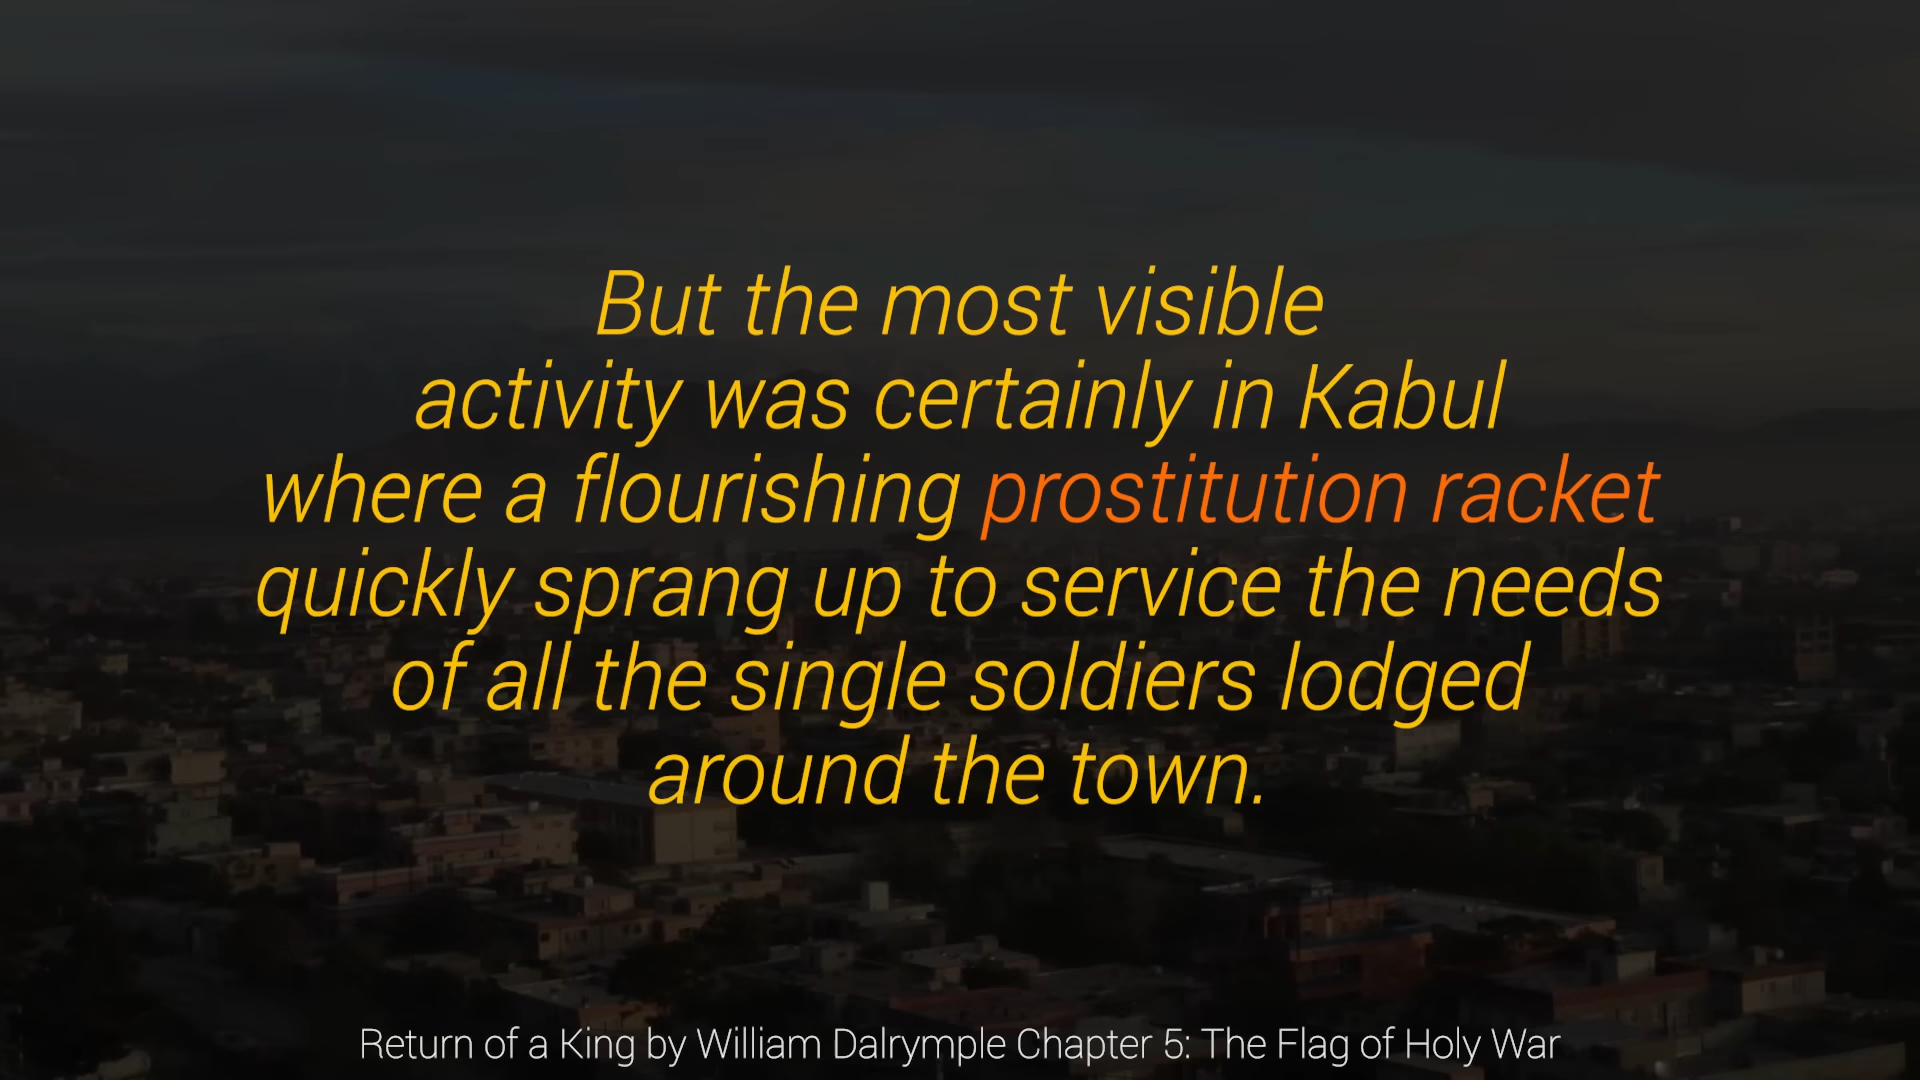 But the most visible
activity was certainly in Kabul
where a flourishing prostitution racket
quickly sprang up to service the needs
of all the single soldiers lodged
around the town.
Return of a King by William Dalrymple Chapter 5: The Flag of Holy War